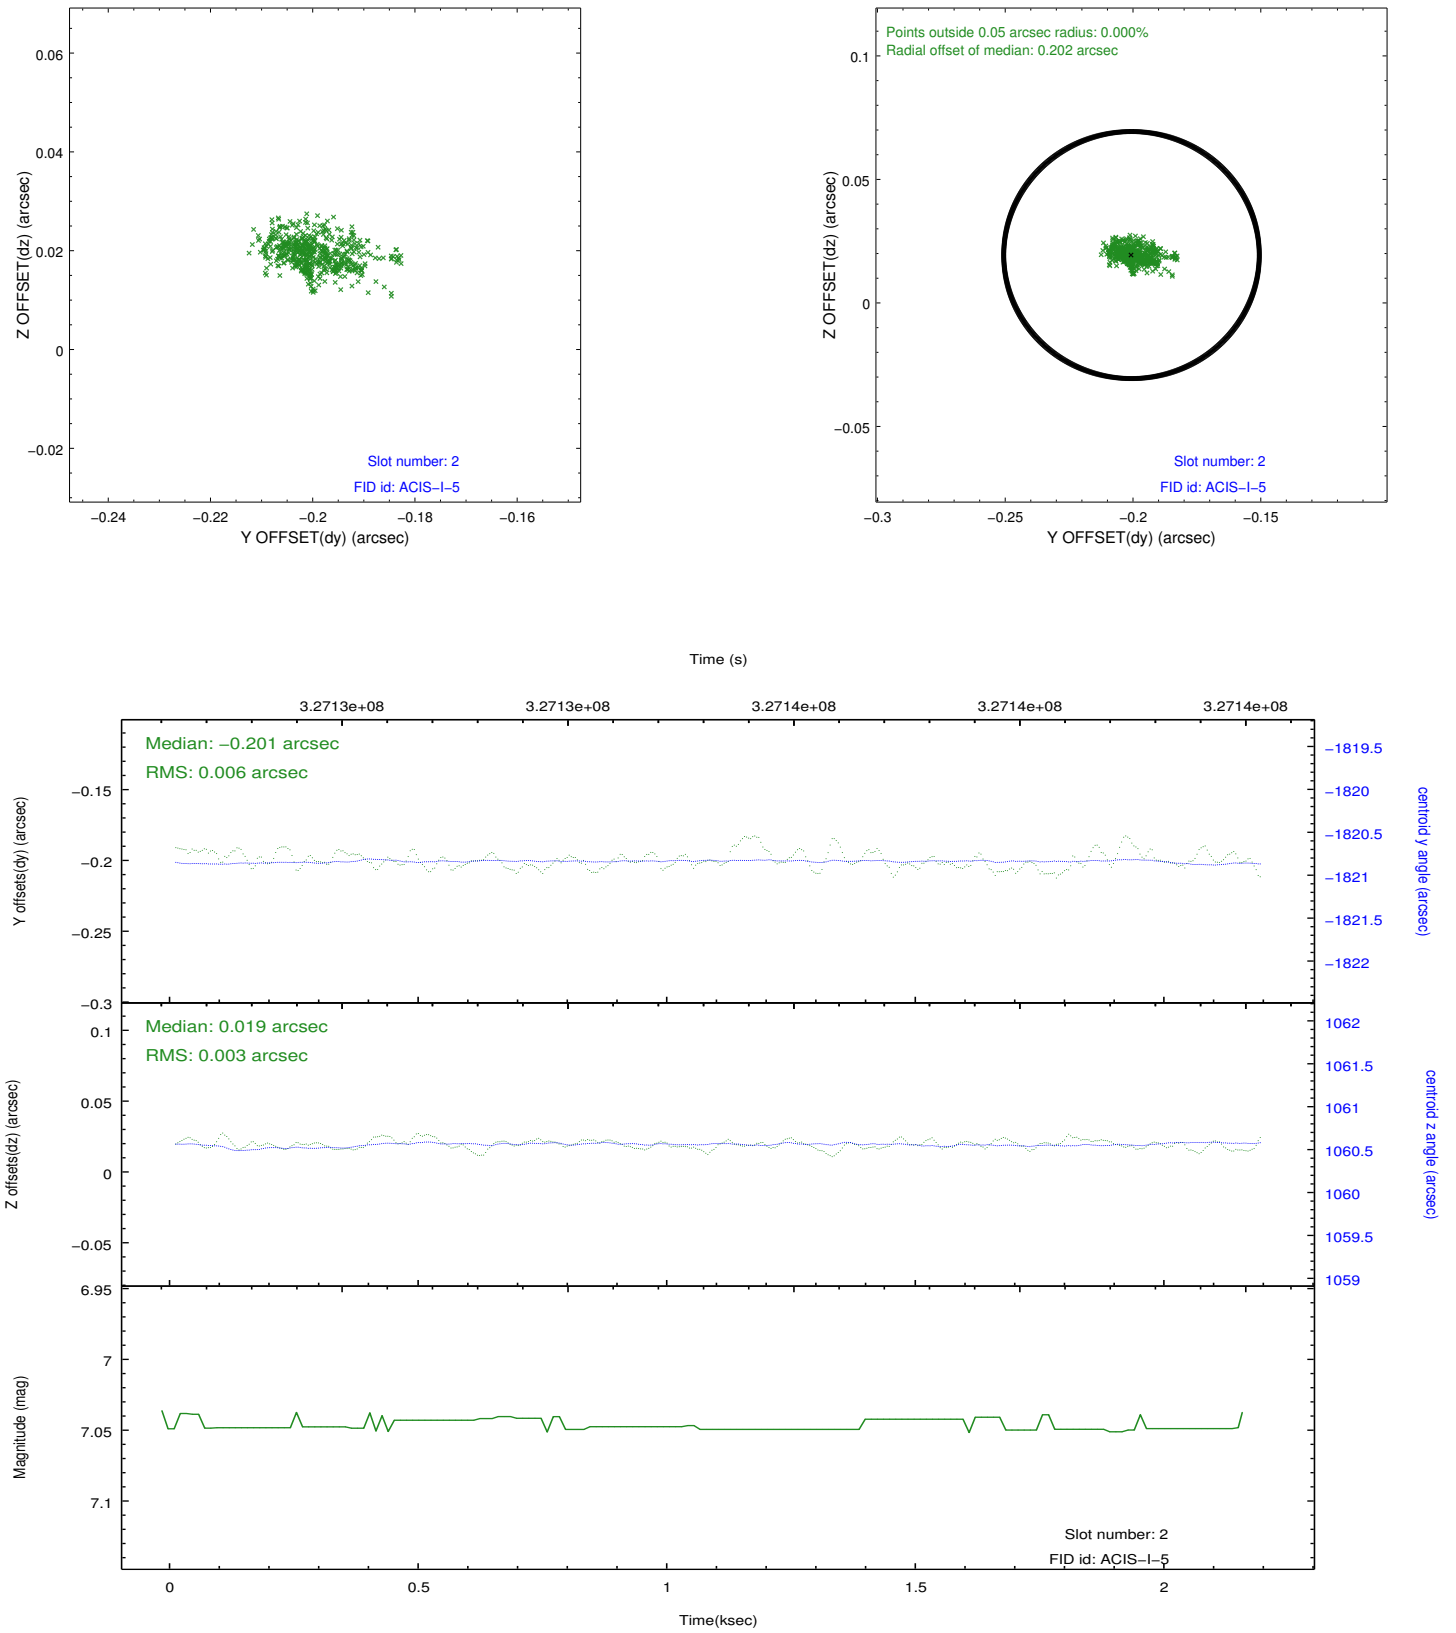 0.06
0.04
0.02
0
−0.02
Z OFFSET(dz) (arcsec)
Slot number: 2
FID id: ACIS−I−5
−0.24 −0.22 −0.2 −0.18 −0.16
Y OFFSET(dy) (arcsec)
Points outside 0.05 arcsec radius: 0.000%
Radial offset of median: 0.202 arcsec
0.1
0.05
0
−0.05
Z OFFSET(dz) (arcsec)
Slot number: 2
FID id: ACIS−I−5
−0.3 −0.25 −0.2 −0.15
Y OFFSET(dy) (arcsec)
Time (s)
3.2713e+08 3.2713e+08 3.2714e+08 3.2714e+08 3.2714e+08
Median: −0.201 arcsec
RMS: 0.006 arcsec
−0.15
−0.2
−0.25
−0.3
Y offsets(dy) (arcsec)
−1819.5
−1820
−1820.5
−1821
−1821.5
−1822
centroid y angle (arcsec)
Median: 0.019 arcsec
RMS: 0.003 arcsec
0.1
0.05
0
−0.05
Z offsets(dz) (arcsec)
1062
1061.5
1061
1060.5
1060
1059.5
1059
centroid z angle (arcsec)
6.95
7
7.05
7.1
Magnitude (mag)
Slot number: 2
FID id: ACIS−I−5
0 0.5 1 1.5 2
Time(ksec)